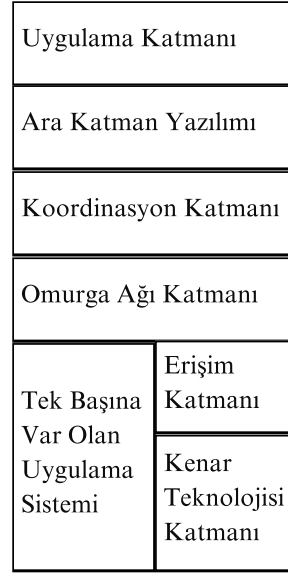 Uygulama Katmanı
Ara Katman Yazılımı
Koordinasyon Katmanı
Omurga Ağı Katmanı
Tek Başına
Var Olan
Uygulama
Sistemi
Erişim
Katmanı
Kenar
Teknolojisi
Katmanı